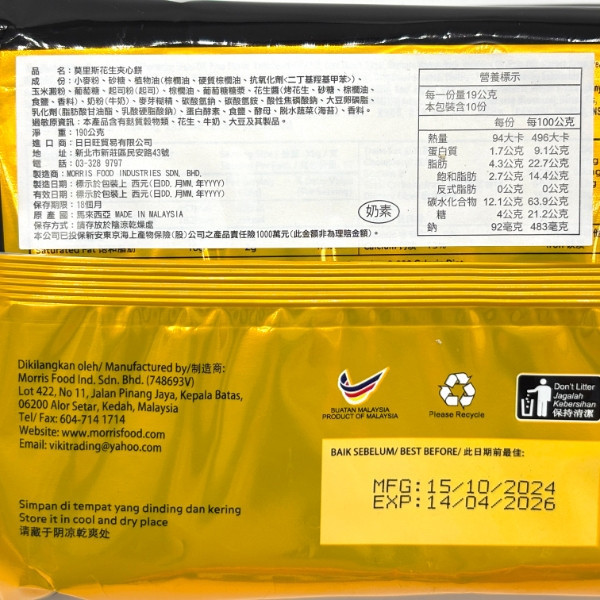 品　名：莫里斯花生夾心餅
成　份：小麥粉、砂糖、植物油(棕櫚油、硬質棕櫚油、抗氧化劑<二丁基羥基甲苯>)、
玉米澱粉、葡萄糖、起司粉(起司)、棕櫚油、葡萄糖糖漿、花生醬(烤花生、砂糖、棕櫚油、
食鹽、香料)、奶粉(牛奶)、麥芽糊精、碳酸氫鈉、碳酸氫銨、酸性焦磷酸鈉、大豆卵磷脂、
乳化劑(脂肪酸甘油酯、乳酸硬脂酸鈉)、蛋白酵素、食鹽、酵母、脫水蔬菜(海苔)、香料。
過敏原資訊：本產品含有麩質穀物類、花生、牛奶、大豆及其製品。
淨　重：190公克
進 口 商：日日旺貿易有限公司
地　址：新北市新莊區民安路43號
電　話：03-328 9797
製造商：MORRIS FOOD INDUSTRIES SDN, BHD,
製造日期：標示於包裝上 西元(DD.月MM.年YYYY)
有效日期：標示於包裝上 西元(DD.月MM.年YYYY)
保存期限：18個月
原 產 國：馬來西亞 MADE IN MALAYSIA
保存方式：請存放於陰涼乾燥處
本公司已投保新安東京海上產物保險(股)公司之產品責任險1000萬元(此金額非為理賠金額)。
奶素
營養標示
每一份量19公克
本包裝含10份
每份　每100公克
熱量　94大卡　496大卡
蛋白質　1.7公克　9.1公克
脂肪　4.3公克　22.7公克
飽和脂肪　2.7公克　14.4公克
反式脂肪　0公克　0公克
碳水化合物　12.1公克　63.9公克
糖　4公克　21.2公克
鈉　92毫克　483毫克
Dikilangkan oleh/ Manufactured by/制造商:
Morris Food Ind. Sdn. Bhd. (748693V)
Lot 422, No 11, Jalan Pinang Jaya, Kepala Batas,
06200 Alor Setar, Kedah, Malaysia
Tel/ Fax: 604-714 1714
Website: www.morrisfood.com
Email: vikitrading@yahoo.com
BUATAN MALAYSIA
PRODUCT OF MALAYSIA
Please Recycle
Don't Litter
Jagalah
Kebersihan
保持清潔
BAIK SEBELUM/ BEST BEFORE/ 此日期前最佳:
MFG:15/10/2024
EXP:14/04/2026
Simpan di tempat yang dinding dan kering
Store it in cool and dry place
请藏于阴凉乾爽处